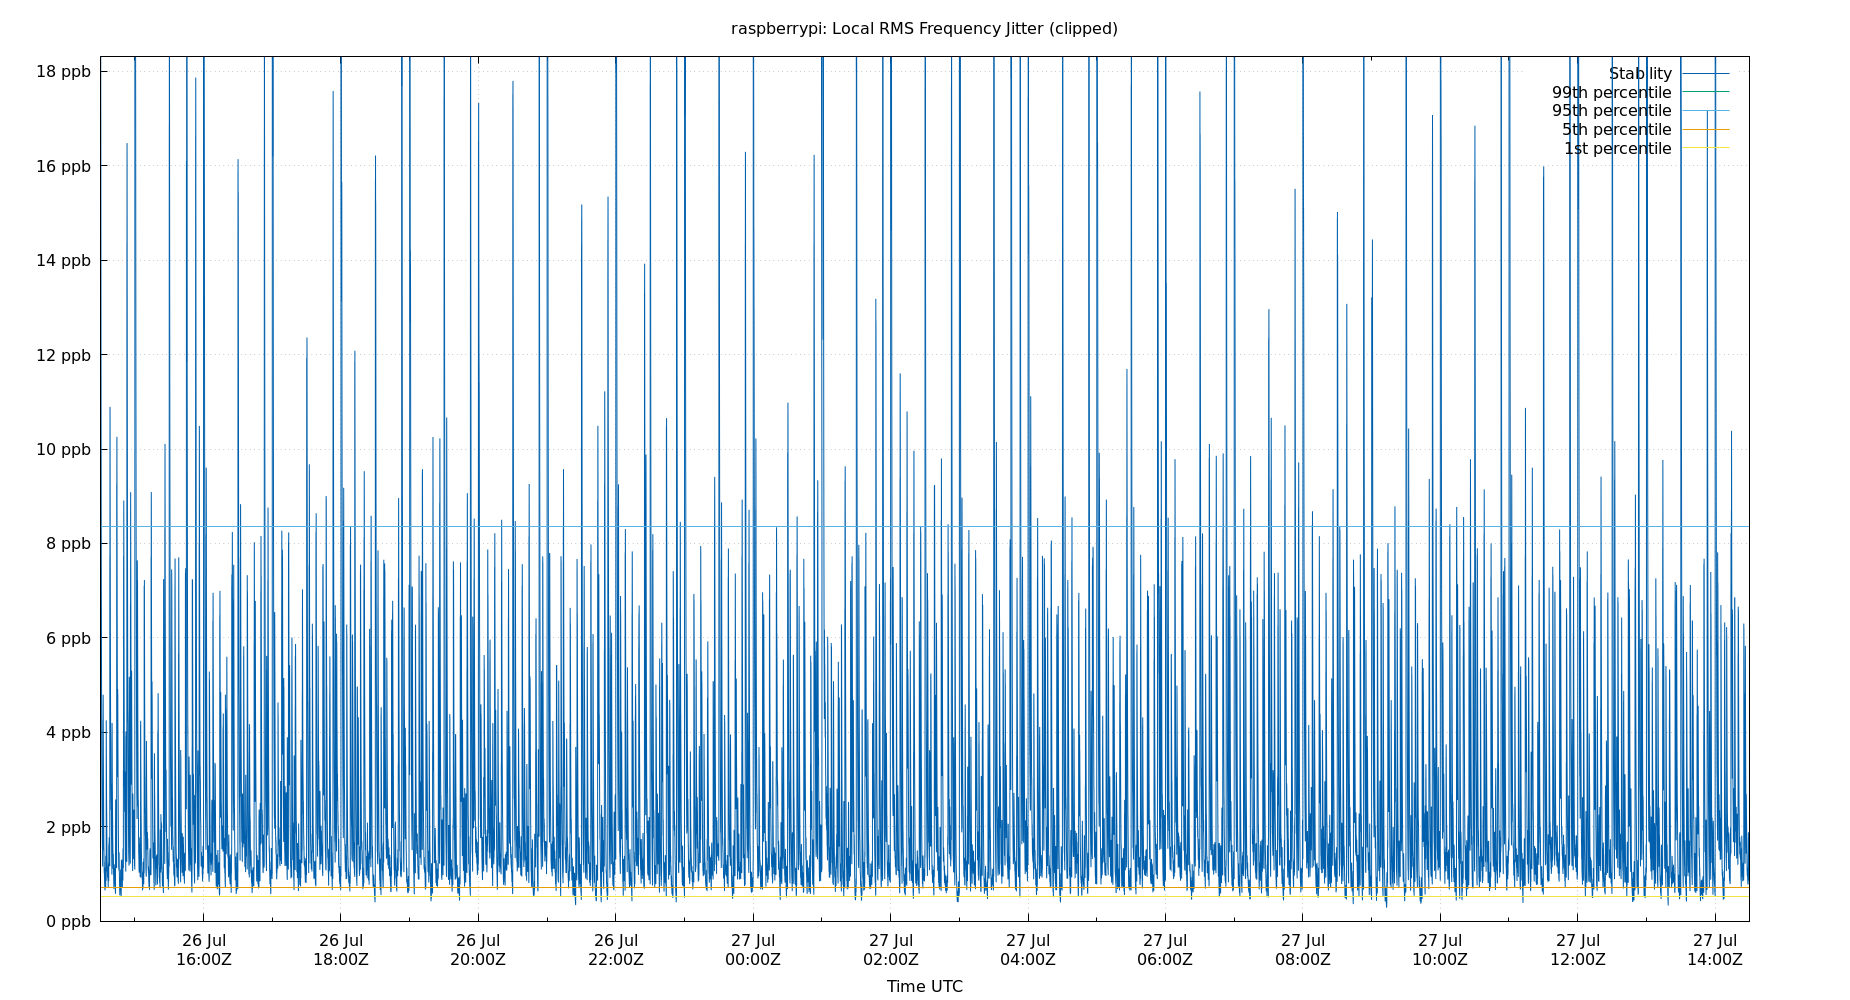 raspberrypi: Local RMS Frequency Jitter (clipped)
18 ppb
16 ppb
14 ppb
12 ppb
10 ppb
8 ppb
6 ppb
4 ppb
2 ppb
0 ppb
Stability
99th percentile
95th percentile
5th percentile
1st percentile
26 Jul
16:00Z
26 Jul
18:00Z
26 Jul
20:00Z
26 Jul
22:00Z
27 Jul
00:00Z
27 Jul
02:00Z
27 Jul
04:00Z
27 Jul
06:00Z
27 Jul
08:00Z
27 Jul
10:00Z
27 Jul
12:00Z
27 Jul
14:00Z
Time UTC